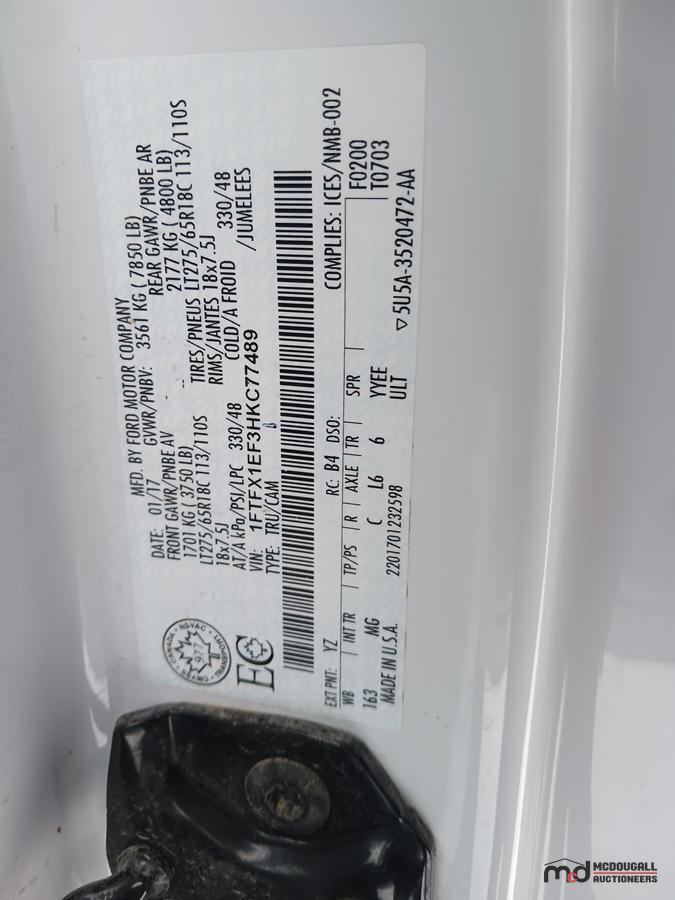 MFD. BY FORD MOTOR COMPANY
DATE: 01/17 GVWR/PNBV: 3561 KG ( 7850 LB)
FRONT GAWR/PNBE AV REAR GAWR/PNBE AR
1701 KG ( 3750 LB) 2177 KG ( 4800 LB)
LT275/65R18C 113/110S TIRES/PNEUS LT275/65R18C 113/110S
18x7.5J RIMS/JANTES 18x7.5J
AT/A kPa/PSI/LPC 330/48 COLD/A FROID 330/48
VIN: 1FTFX1EF3HKC77489 /JUMELEES
TYPE: TRU/CAM
CANADA NSVAC
977
TRANSPORT
EC
EXT PNT: YZ RC: B4 DSO: COMPLIES: ICES/NMB-002
WB INT TR TP/PS R AXLE TR SPR F0200
T0703
163 MG C L6 6 YYEE
ULT
MADE IN U.S.A. 2201701232598 ▽5U5A-3520472-AA
md MCDOUGALL
AUCTIONEERS